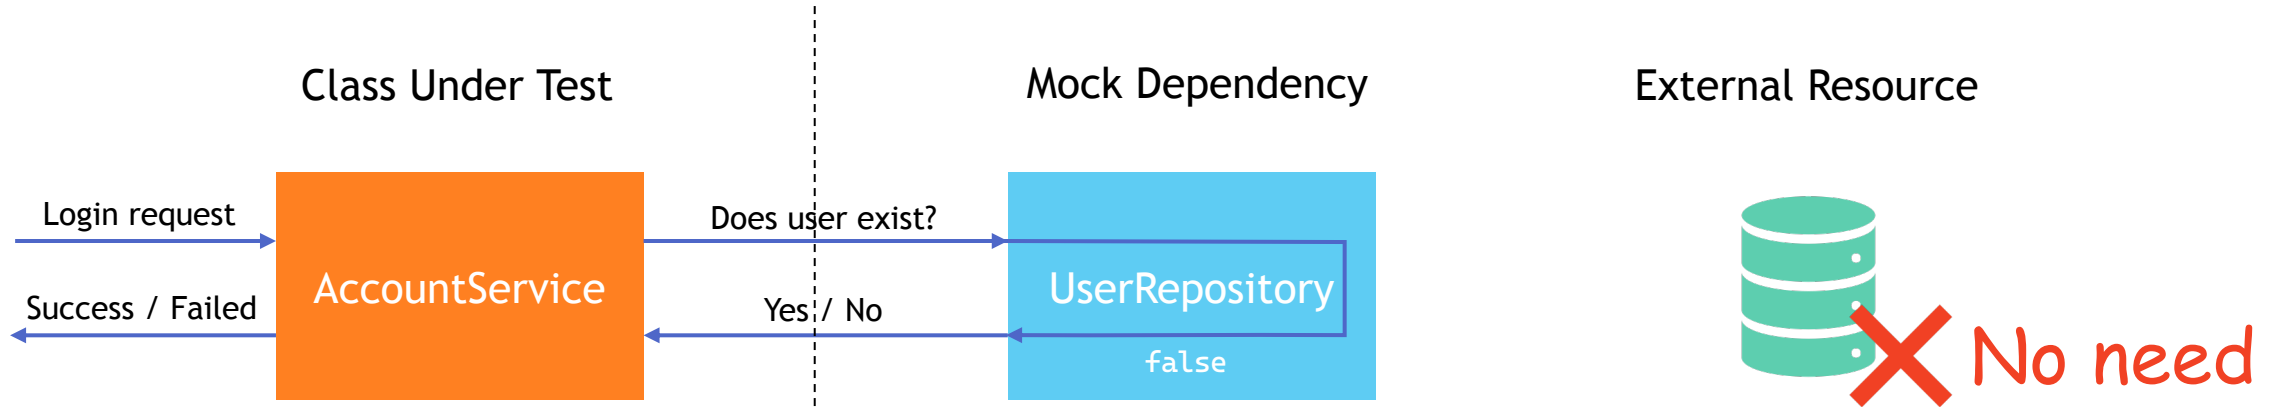 Class Under Test
Mock Dependency
External Resource
Login request
Does user exist?
AccountService
UserRepository
Success / Failed
Yes / No
false
No need